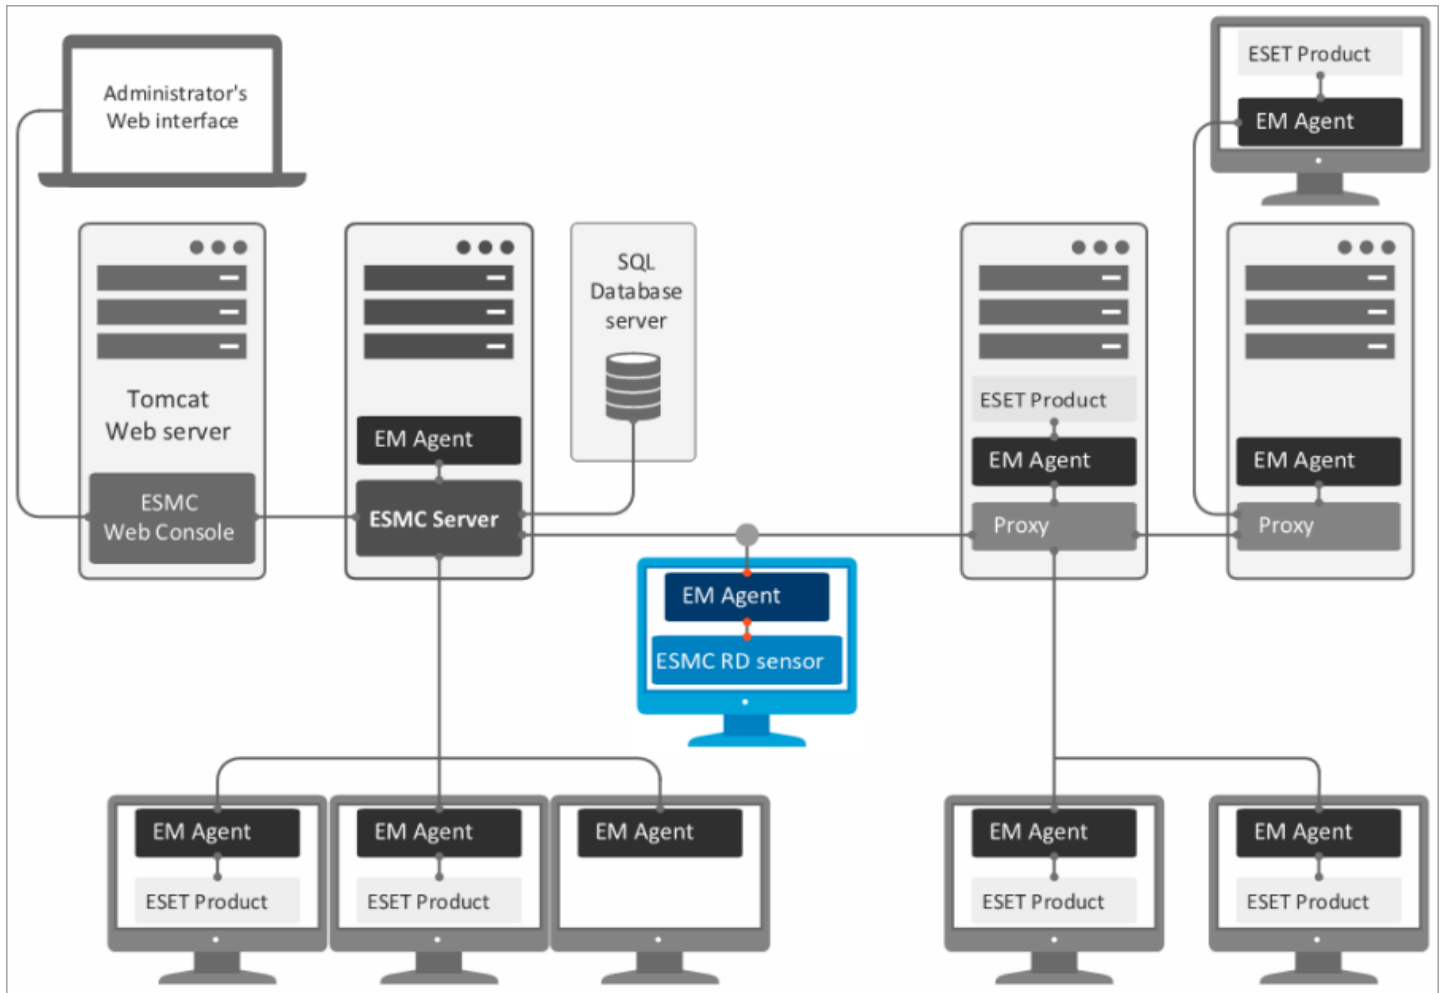 Administrator's
Web interface
ESET Product
EM Agent
SQL
Database
server
Tomcat
Web server
ESMC
Web Console
EM Agent
ESMC Server
ESET Product
EM Agent
Proxy
EM Agent
Proxy
EM Agent
ESMC RD sensor
EM Agent
ESET Product
EM Agent
ESET Product
EM Agent
EM Agent
ESET Product
EM Agent
ESET Product